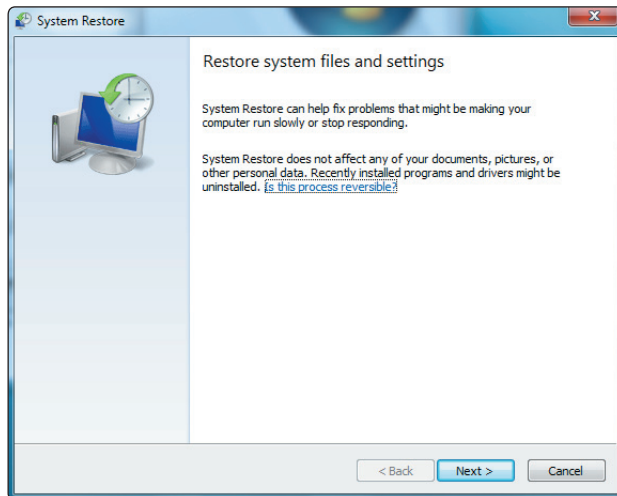 System Restore
Restore system files and settings
System Restore can help fix problems that might be making your
computer run slowly or stop responding.
System Restore does not affect any of your documents, pictures, or
other personal data. Recently installed programs and drivers might be
uninstalled. Is this process reversible?
< Back
Next >
Cancel